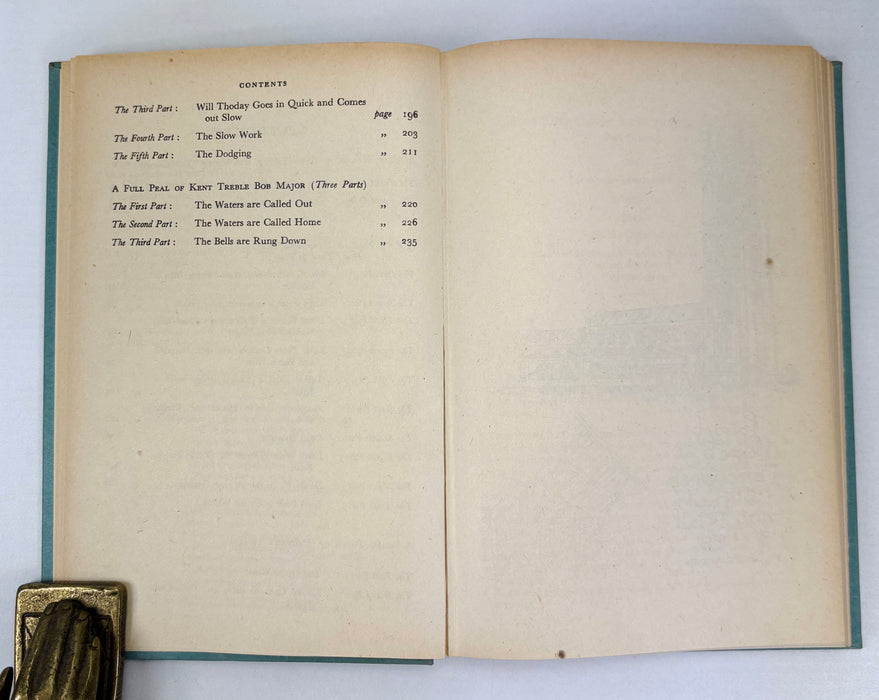 CONTENTS
The Third Part : Will Thoday Goes in Quick and Comes
out Slow page 196
The Fourth Part : The Slow Work „ 203
The Fifth Part : The Dodging „ 211
A Full Peal of Kent Treble Bob Major (Three Parts)
The First Part : The Waters are Called Out „ 220
The Second Part : The Waters are Called Home „ 226
The Third Part : The Bells are Rung Down „ 235